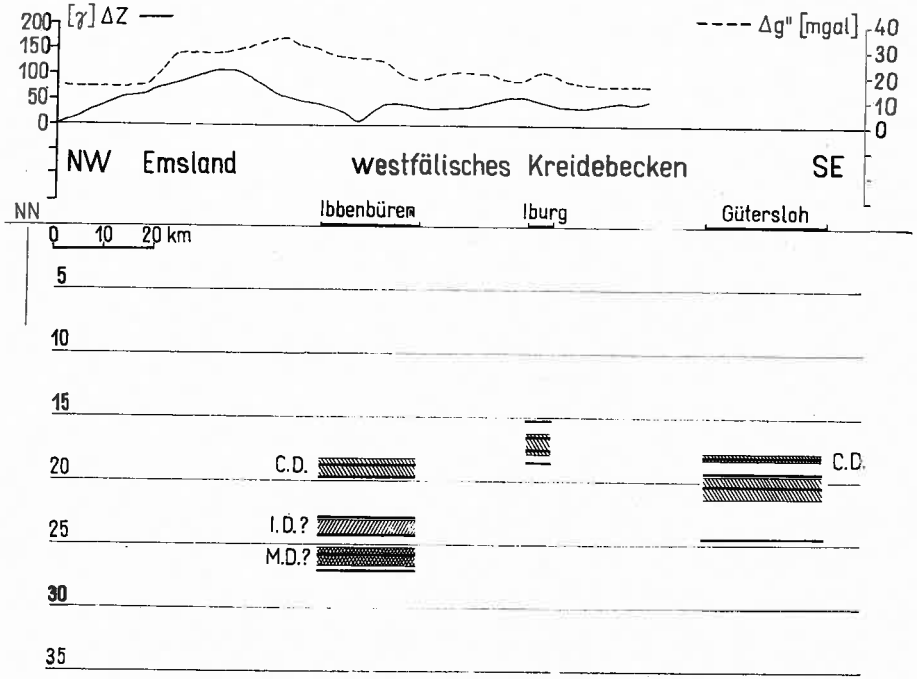 [γ] ΔZ
Δg" [mgal]
200
150
100
50
0
40
30
20
10
0
NW Emsland Westfälisches Kreidebecken SE
NN
Ibbenbüren Iburg Gütersloh
0 10 20 km
5
10
15
20
25
30
35
C.D.
I.D.?
M.D.?
C.D.